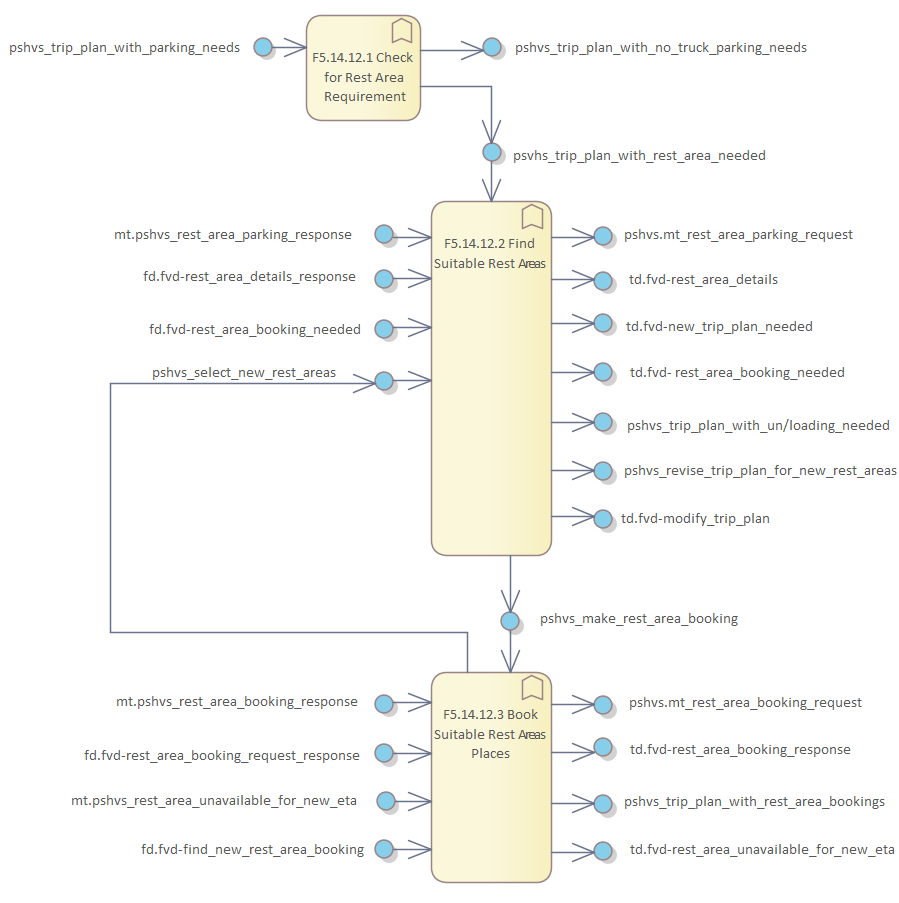 pshvs_trip_plan_with_parking_needs
F5.14.12.1 Check
for Rest Area
Requirement
pshvs_trip_plan_with_no_truck_parking_needs
psvhs_trip_plan_with_rest_area_needed
F5.14.12.2 Find
Suitable Rest Areas
mt.pshvs_rest_area_parking_response
fd.fvd-rest_area_details_response
fd.fvd-rest_area_booking_needed
pshvs_select_new_rest_areas
pshvs.mt_rest_area_parking_request
td.fvd-rest_area_details
td.fvd-new_trip_plan_needed
td.fvd- rest_area_booking_needed
pshvs_trip_plan_with_un/loading_needed
pshvs_revise_trip_plan_for_new_rest_areas
td.fvd-modify_trip_plan
pshvs_make_rest_area_booking
F5.14.12.3 Book
Suitable Rest Areas
Places
mt.pshvs_rest_area_booking_response
fd.fvd-rest_area_booking_request_response
mt.pshvs_rest_area_unavailable_for_new_eta
fd.fvd-find_new_rest_area_booking
pshvs.mt_rest_area_booking_request
td.fvd-rest_area_booking_response
pshvs_trip_plan_with_rest_area_bookings
td.fvd-rest_area_unavailable_for_new_eta